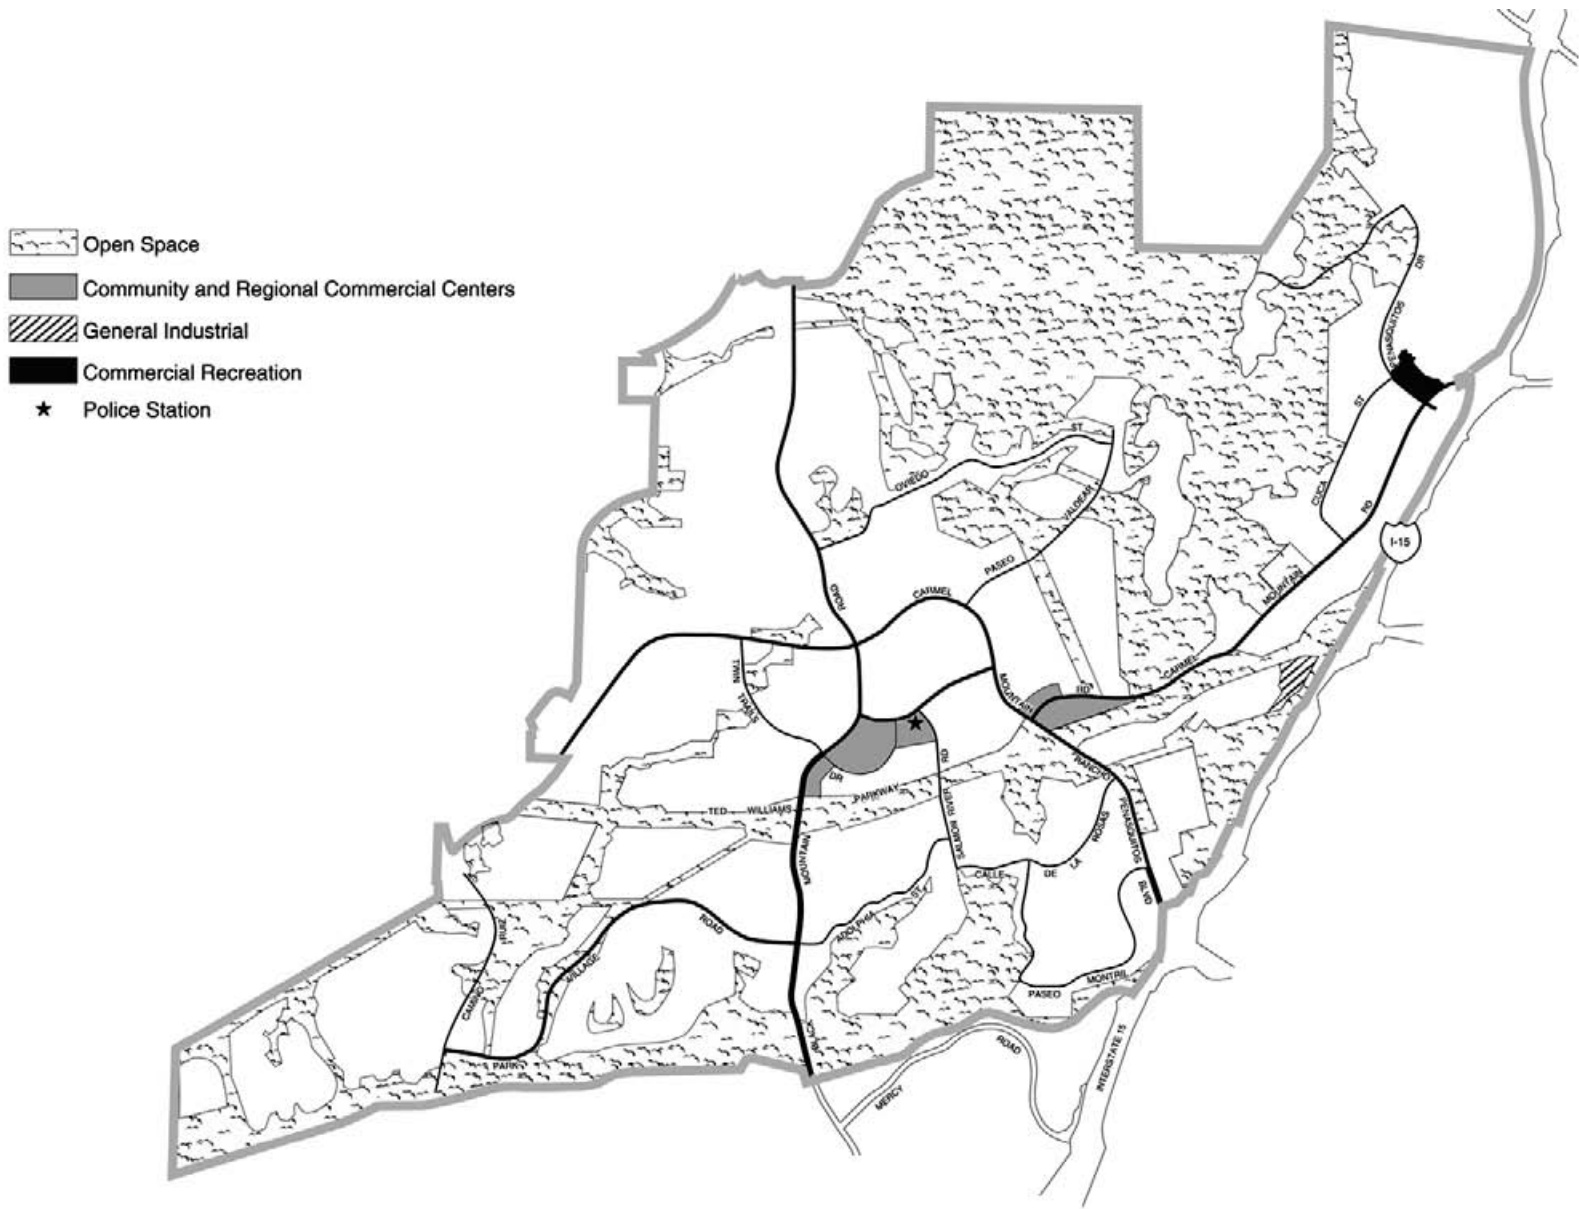 Open Space
Community and Regional Commercial Centers
General Industrial
Commercial Recreation
★ Police Station
DR
PENASQUITOS
ST
CUCA
RD
MOUNTAIN
CARMEL
RD
I-15
ST
OVIEDO
VALDEAR
PASEO
CARMEL
ROAD
MOUNTAIN
TWIN
TRAILS
DR
RD
RANCHO
PENASQUITOS
BLVD
TED WILLIAMS PARKWAY
SALMON RIVER
MOUNTAIN
ROSAS
LA
DE
CALLE
ST
ADOLPHIA
ROAD
VILLAGE
RUIZ
CAMINO
PARK
BLACK
PASEO MONTRIL
ROAD
MERCY
INTERSTATE 15